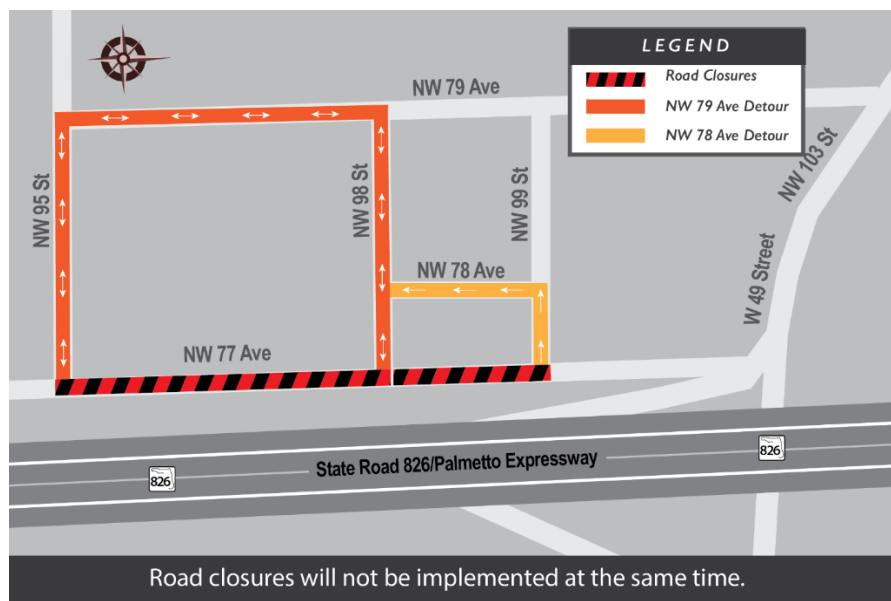 LEGEND
Road Closures
NW 79 Ave Detour
NW 78 Ave Detour
NW 79 Ave
NW 95 St
NW 98 St
NW 99 St
NW 103 St
NW 78 Ave
W 49 Street
NW 77 Ave
State Road 826/Palmetto Expressway
826
826
Road closures will not be implemented at the same time.